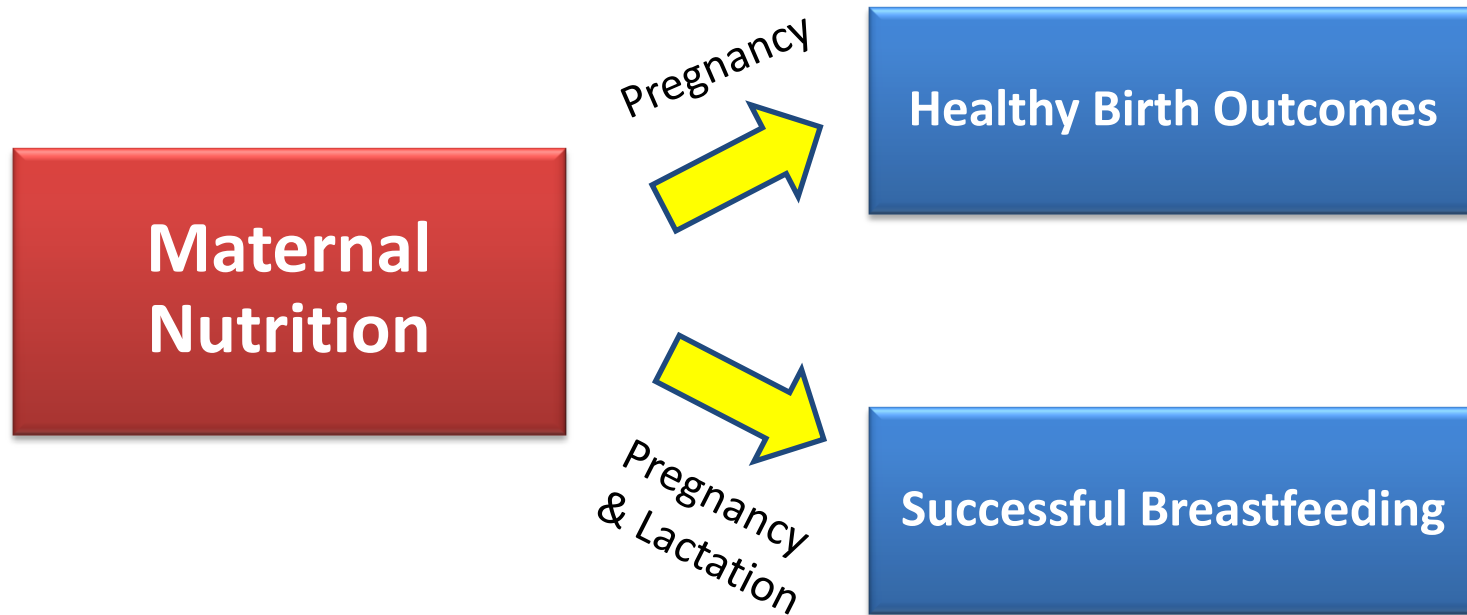 Maternal
Nutrition
Pregnancy
Healthy Birth Outcomes
Pregnancy
& Lactation
Successful Breastfeeding